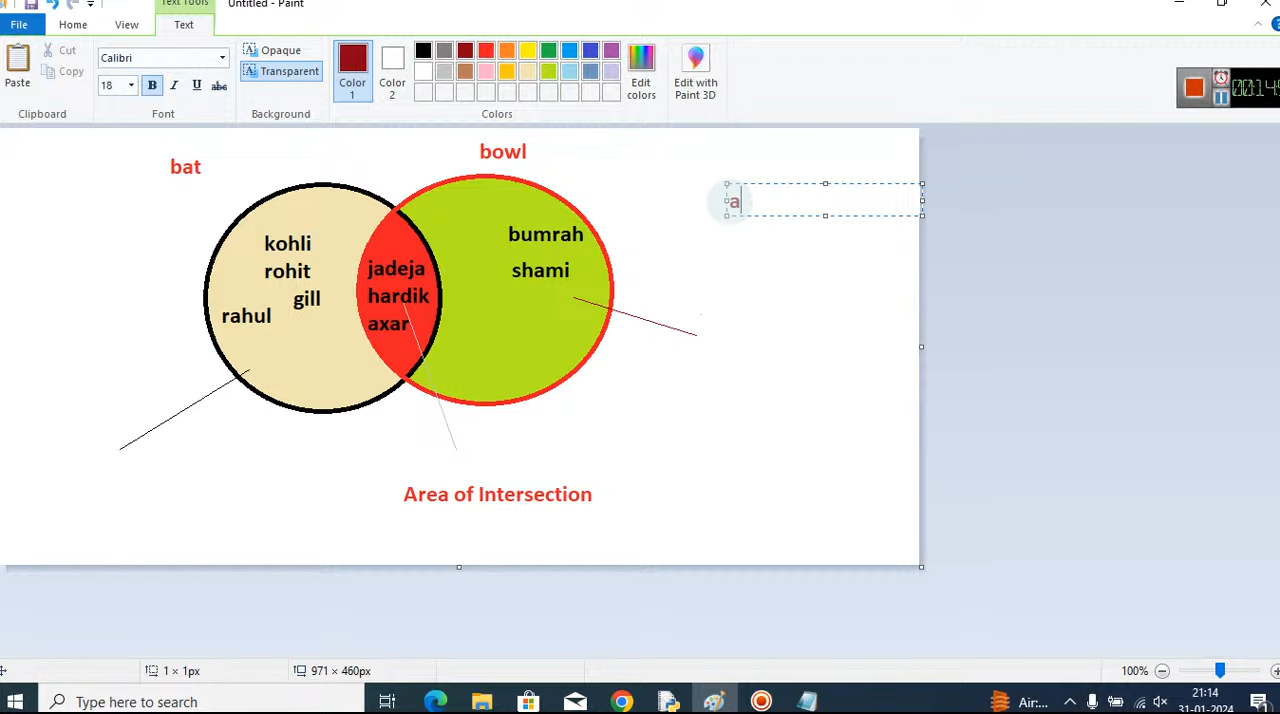 Text Tools
Untitled - Paint
File
Home
View
Text
Paste
Cut
Copy
Clipboard
Calibri
18
B
I
U
abc
Font
Opaque
Transparent
Background
Color 1
Color 2
Edit colors
Colors
Edit with Paint 3D
bat
bowl
a
kohli
rohit
gill
rahul
jadeja
hardik
axar
bumrah
shami
Area of Intersection
1 × 1px
971 × 460px
100%
Type here to search
Air:...
21:14
31-01-2024